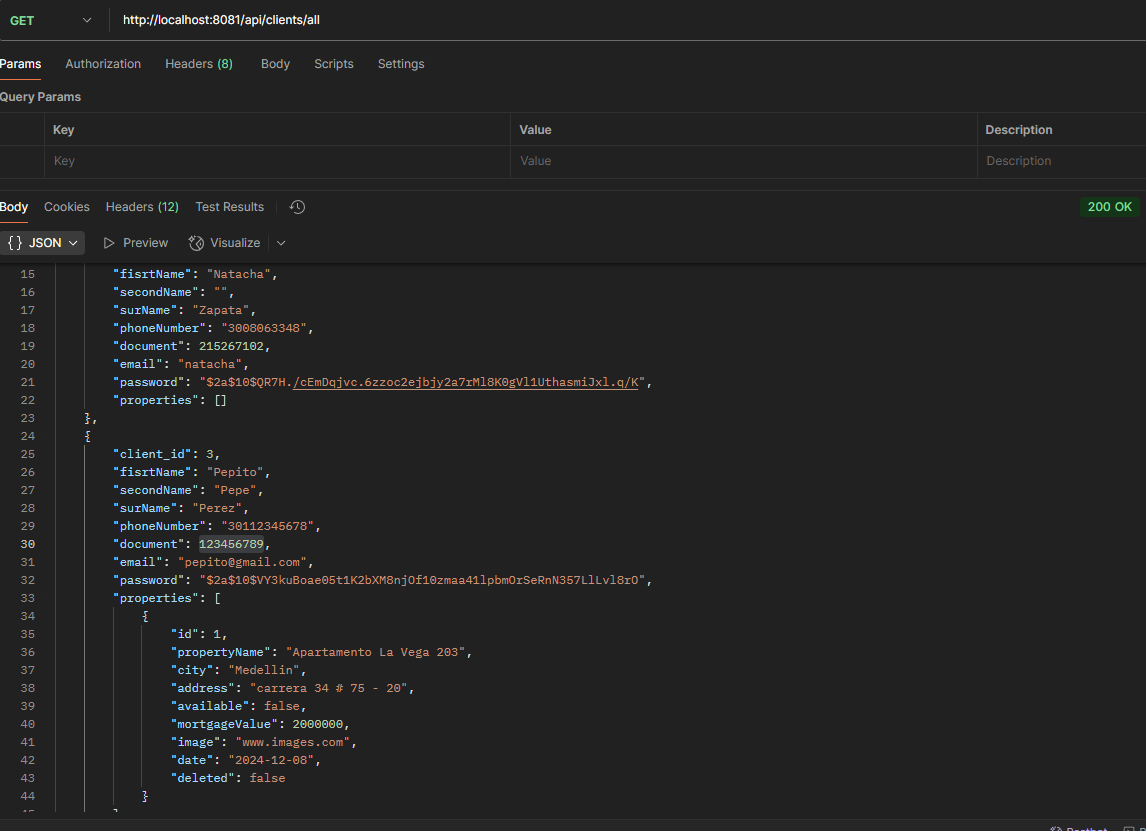 GET http://localhost:8081/api/clients/all
Params Authorization Headers (8) Body Scripts Settings
Query Params
Key Value Description
Key Value Description
Body Cookies Headers (12) Test Results 200 OK
{} JSON Preview Visualize
15 "fisrtName": "Natacha",
16 "secondName": "",
17 "surName": "Zapata",
18 "phoneNumber": "3008063348",
19 "document": 215267102,
20 "email": "natacha",
21 "password": "$2a$10$QR7H./cEmDqjvc.6zzoc2ejbjy2a7rMl8K0gVl1UthasmiJxl.q/K",
22 "properties": []
23 },
24 {
25 "client_id": 3,
26 "fisrtName": "Pepito",
27 "secondName": "Pepe",
28 "surName": "Perez",
29 "phoneNumber": "30112345678",
30 "document": 123456789,
31 "email": "pepito@gmail.com",
32 "password": "$2a$10$VY3kuBoae05t1K2bXM8njOf10zmaa41lpbmOrSeRnN357LlLvl8rO",
33 "properties": [
34 {
35 "id": 1,
36 "propertyName": "Apartamento La Vega 203",
37 "city": "Medellin",
38 "address": "carrera 34 # 75 - 20",
39 "available": false,
40 "mortgageValue": 2000000,
41 "image": "www.images.com",
42 "date": "2024-12-08",
43 "deleted": false
44 }